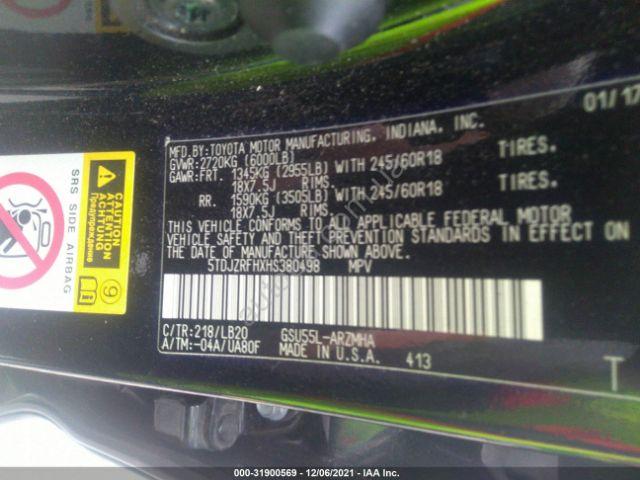 01/17
MFD.BY:TOYOTA MOTOR MANUFACTURING, INDIANA, INC.
GVWR:2720KG (6000LB)
GAWR:FRT. 1345KG (2955LB) WITH 245/60R18 TIRES.
18X7.5J RIMS.
RR. 1590KG (3505LB) WITH 245/60R18 TIRES.
18X7.5J RIMS.
THIS VEHICLE CONFORMS TO ALL APPLICABLE FEDERAL MOTOR
VEHICLE SAFETY AND THEFT PREVENTION STANDARDS IN EFFECT ON
THE DATE OF MANUFACTURE SHOWN ABOVE.
5TDJZRFHXHS380498 MPV
C/TR:218/LB20 GSU55L-ARZMHA
A/TM:-04A/UA80F MADE IN U.S.A. 413
T
SRS SIDE AIRBAG
CAUTION
ATTENTION
ACHTUNG
Предупреждение
9
000-31900569 - 12/06/2021 - IAA Inc.